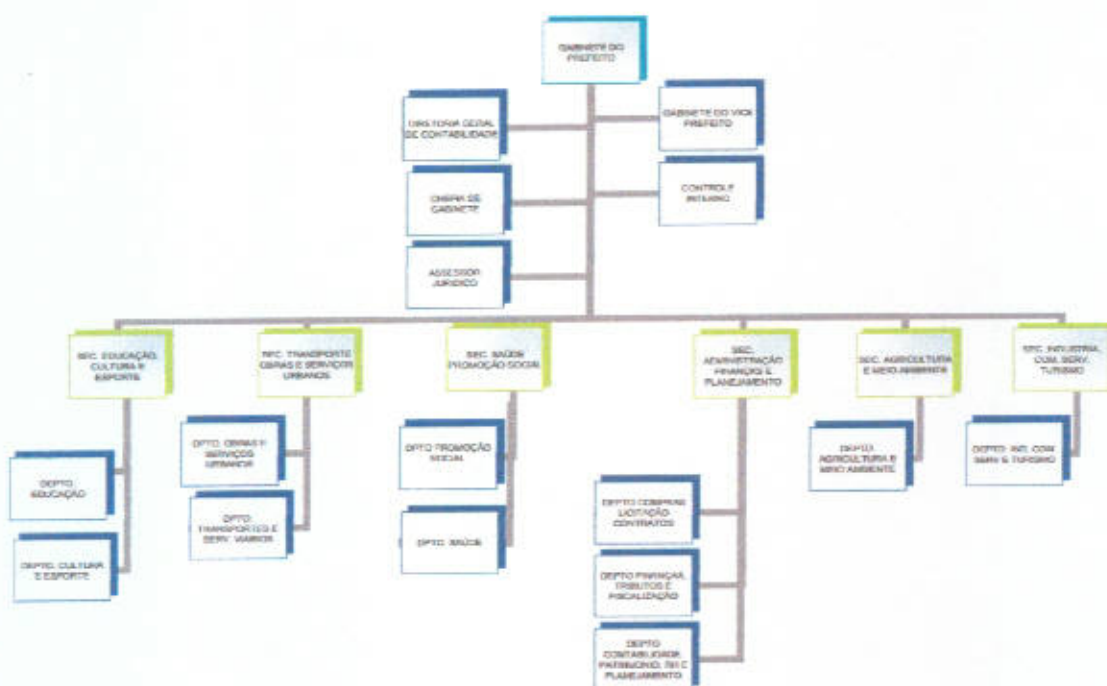 GABINETE DO
PREFEITO
DIRETORIA GERAL
DE CONTABILIDADE
GABINETE DO VICE
PREFEITO
CHEFIA DE
GABINETE
CONTROLE
INTERNO
ASSESSOR
JURIDICO
SEC. EDUCAÇÃO,
CULTURA E
ESPORTE
SEC. TRANSPORTE
OBRAS E SERVIÇOS
URBANOS
SEC. SAÚDE
PROMOÇÃO SOCIAL
SEC.
ADMINISTRAÇÃO
FINANÇAS E
PLANEJAMENTO
SEC. AGRICULTURA
E MEIO AMBIENTE
SEC. INDUSTRIA,
COM. SERV.
TURISMO
DEPTO.
EDUCAÇÃO
DEPTO. CULTURA
E ESPORTE
DPTO. OBRAS E
SERVIÇOS
URBANOS
DPTO.
TRANSPORTES E
SERV. VIARIOS
DPTO PROMOÇÃO
SOCIAL
DPTO. SAÚDE
DEPTO COMPRAS
LICITAÇÃO
CONTRATOS
DEPTO FINANÇAS,
TRIBUTOS E
FISCALIZAÇÃO
DEPTO
CONTABILIDADE
PATRIMONIO, RH E
PLANEJAMENTO
DEPTO.
AGRICULTURA E
MEIO AMBIENTE
DEPTO. IND. COM.
SERV E TURISMO